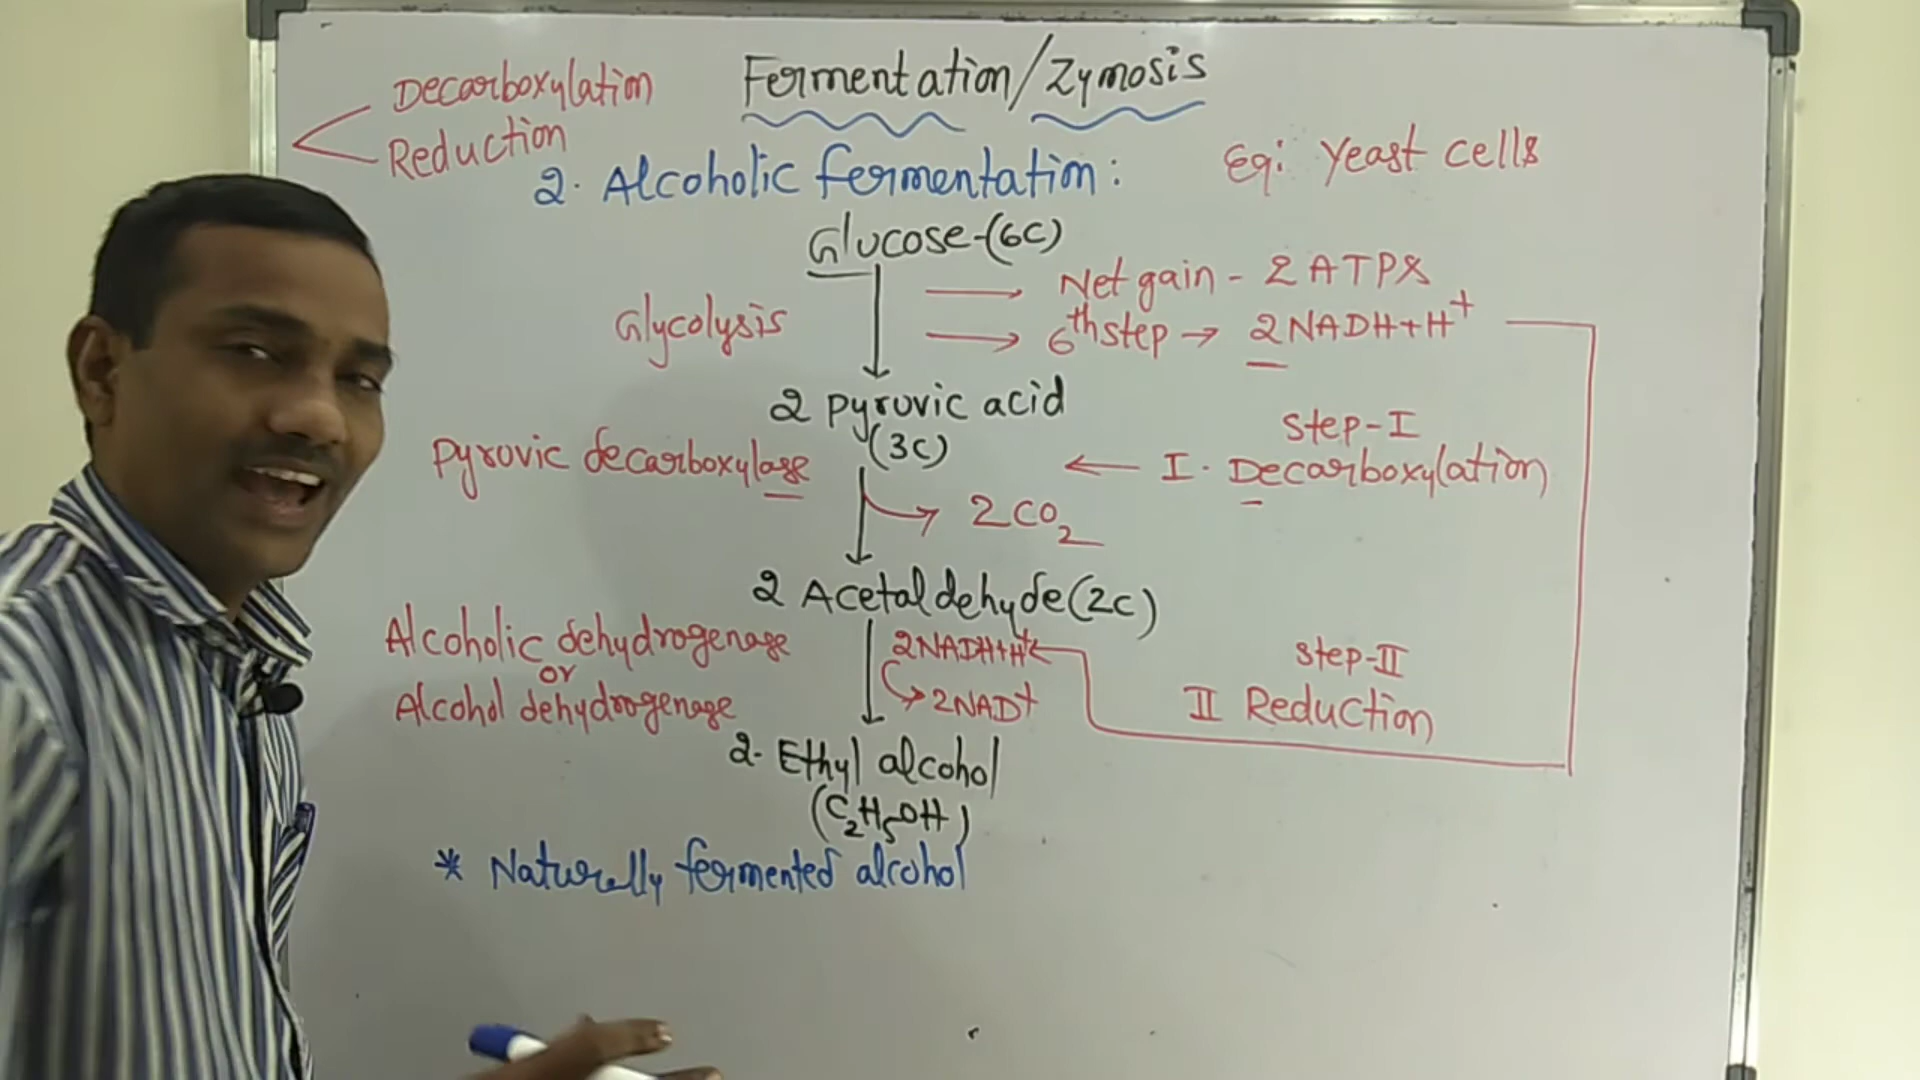 Fermentation/Zymosis
Decarboxylation
Reduction
2. Alcoholic fermentation:
Eg: Yeast cells
Glucose-(6C)
Glycolysis
Net gain - 2 ATPs
6th step → 2NADH+H+
2 Pyruvic acid
(3C)
Step-I
Pyruvic decarboxylase
← I. Decarboxylation
2CO2
2 Acetaldehyde(2C)
Alcoholic dehydrogenase
or
Alcohol dehydrogenase
2NADH+H+
2NAD+
Step-II
II Reduction
2. Ethyl alcohol
(C2H5OH)
* Naturally fermented alcohol